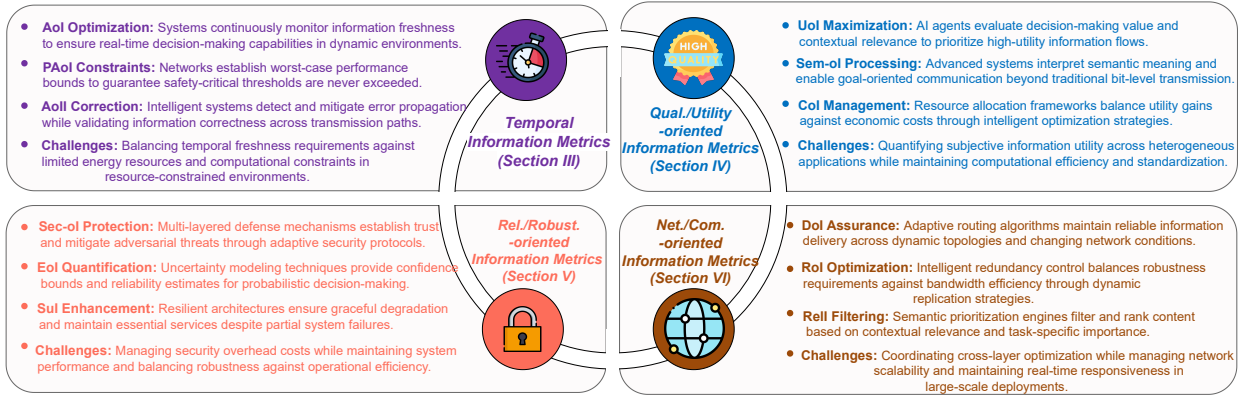 AoI Optimization: Systems continuously monitor information freshness
to ensure real-time decision-making capabilities in dynamic environments.
PAoI Constraints: Networks establish worst-case performance
bounds to guarantee safety-critical thresholds are never exceeded.
AoII Correction: Intelligent systems detect and mitigate error propagation
while validating information correctness across transmission paths.
Challenges: Balancing temporal freshness requirements against
limited energy resources and computational constraints in
resource-constrained environments.
Temporal
Information Metrics
(Section III)
HIGH
QUALITY
Qual./Utility
-oriented
Information Metrics
(Section IV)
UoI Maximization: AI agents evaluate decision-making value and
contextual relevance to prioritize high-utility information flows.
Sem-oI Processing: Advanced systems interpret semantic meaning and
enable goal-oriented communication beyond traditional bit-level transmission.
CoI Management: Resource allocation frameworks balance utility gains
against economic costs through intelligent optimization strategies.
Challenges: Quantifying subjective information utility across heterogeneous
applications while maintaining computational efficiency and standardization.
Sec-oI Protection: Multi-layered defense mechanisms establish trust
and mitigate adversarial threats through adaptive security protocols.
EoI Quantification: Uncertainty modeling techniques provide confidence
bounds and reliability estimates for probabilistic decision-making.
SuI Enhancement: Resilient architectures ensure graceful degradation
and maintain essential services despite partial system failures.
Challenges: Managing security overhead costs while maintaining system
performance and balancing robustness against operational efficiency.
Rel./Robust.
-oriented
Information Metrics
(Section V)
Net./Com.
-oriented
Information Metrics
(Section VI)
DoI Assurance: Adaptive routing algorithms maintain reliable information
delivery across dynamic topologies and changing network conditions.
RoI Optimization: Intelligent redundancy control balances robustness
requirements against bandwidth efficiency through dynamic
replication strategies.
ReII Filtering: Semantic prioritization engines filter and rank content
based on contextual relevance and task-specific importance.
Challenges: Coordinating cross-layer optimization while managing network
scalability and maintaining real-time responsiveness in
large-scale deployments.